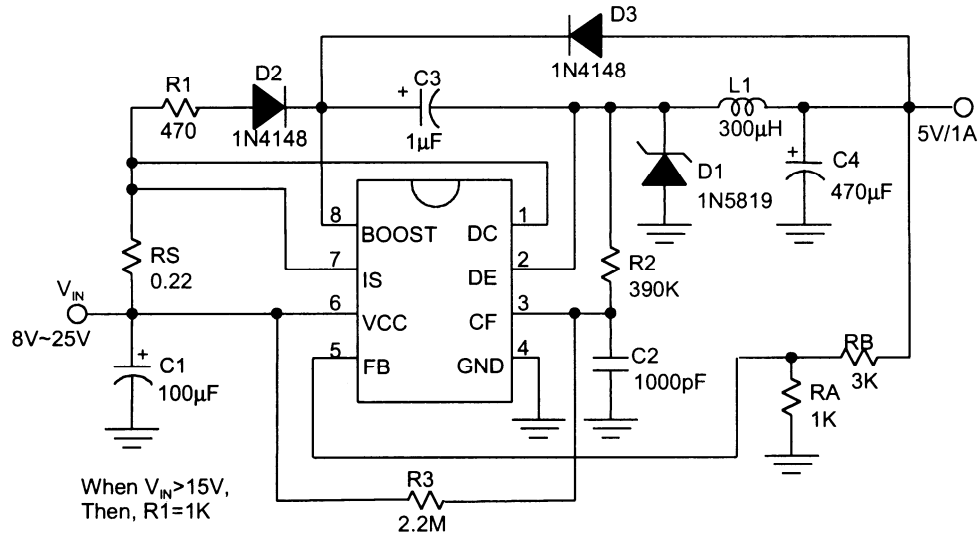 D3
1N4148
R1
470
D2
1N4148
C3
+
1µF
L1
300µH
5V/1A
D1
1N5819
+
C4
470µF
8
BOOST
DC
1
7
IS
DE
2
6
VCC
CF
3
5
FB
GND
4
RS
0.22
VIN
8V~25V
+
C1
100µF
R2
390K
C2
1000pF
RB
3K
RA
1K
R3
2.2M
When VIN>15V,
Then, R1=1K